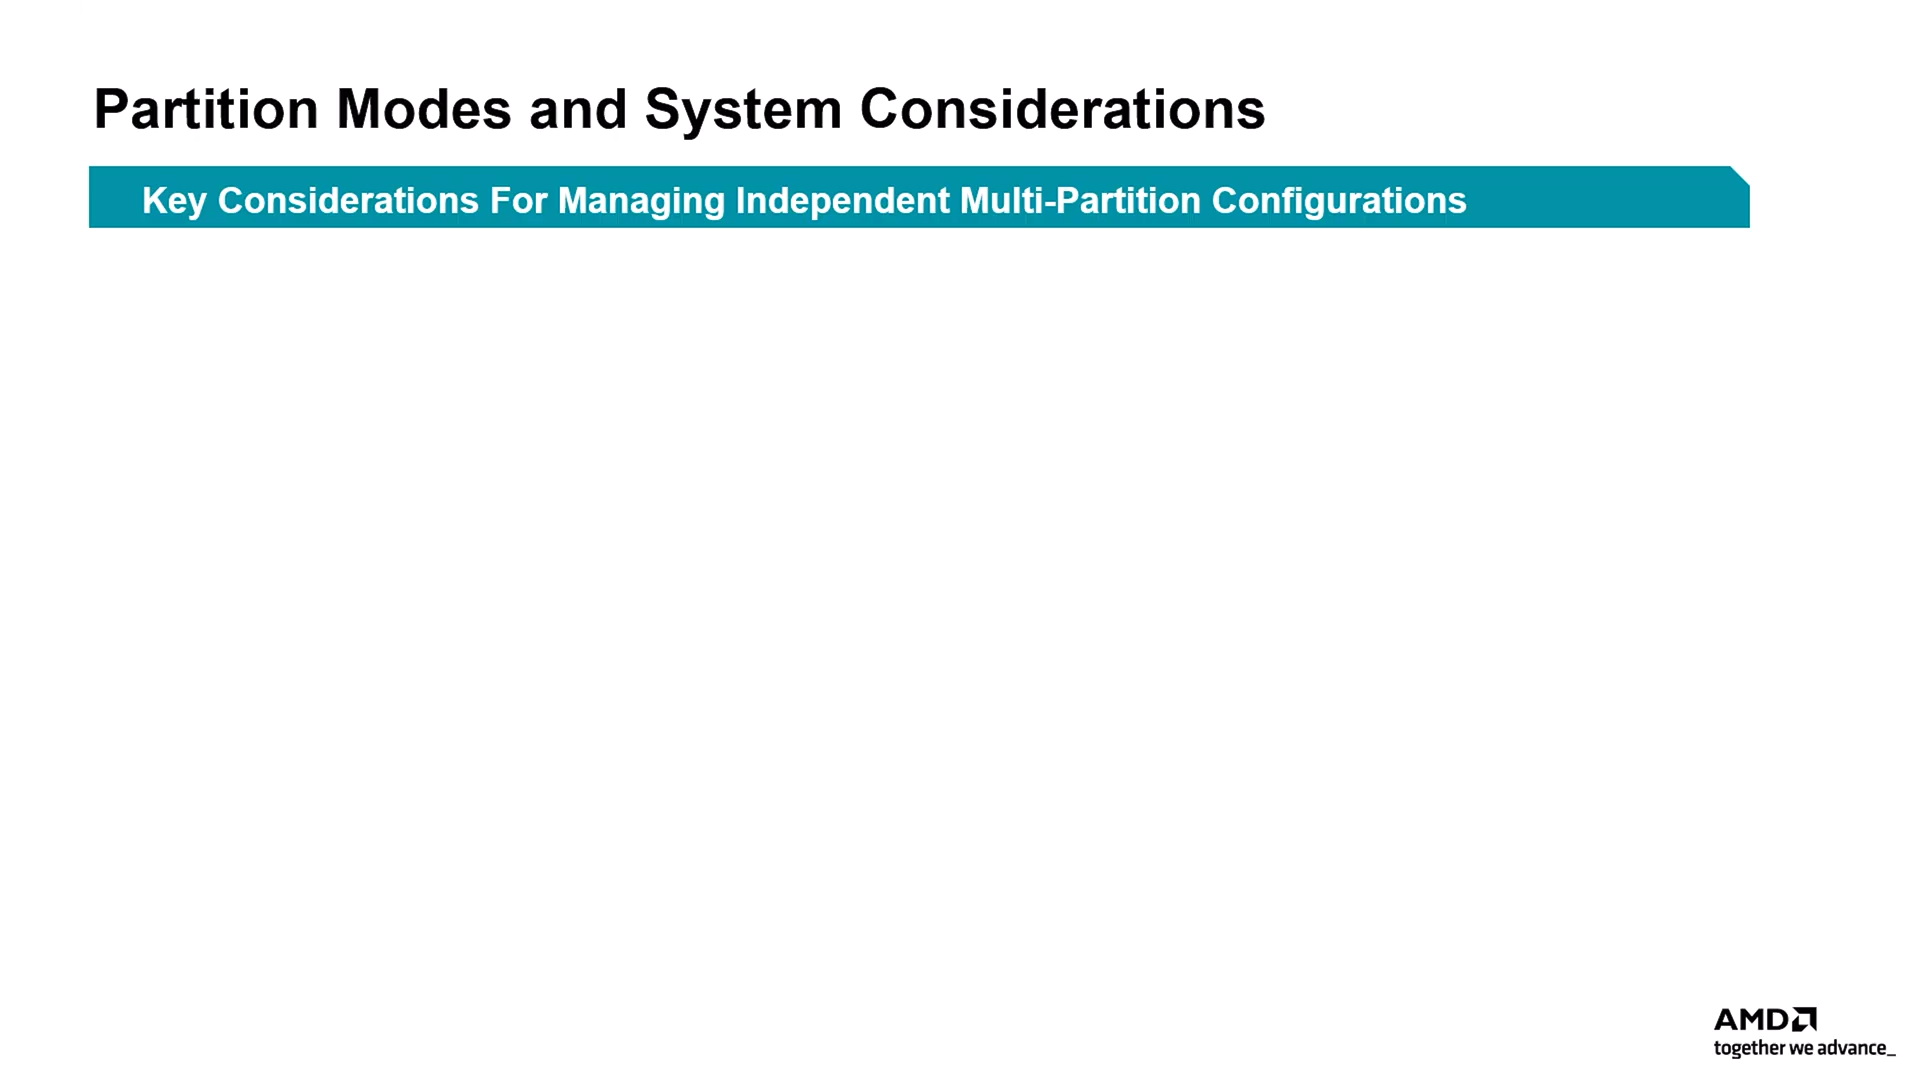 Partition Modes and System Considerations
Key Considerations For Managing Independent Multi-Partition Configurations
AMD
together we advance_